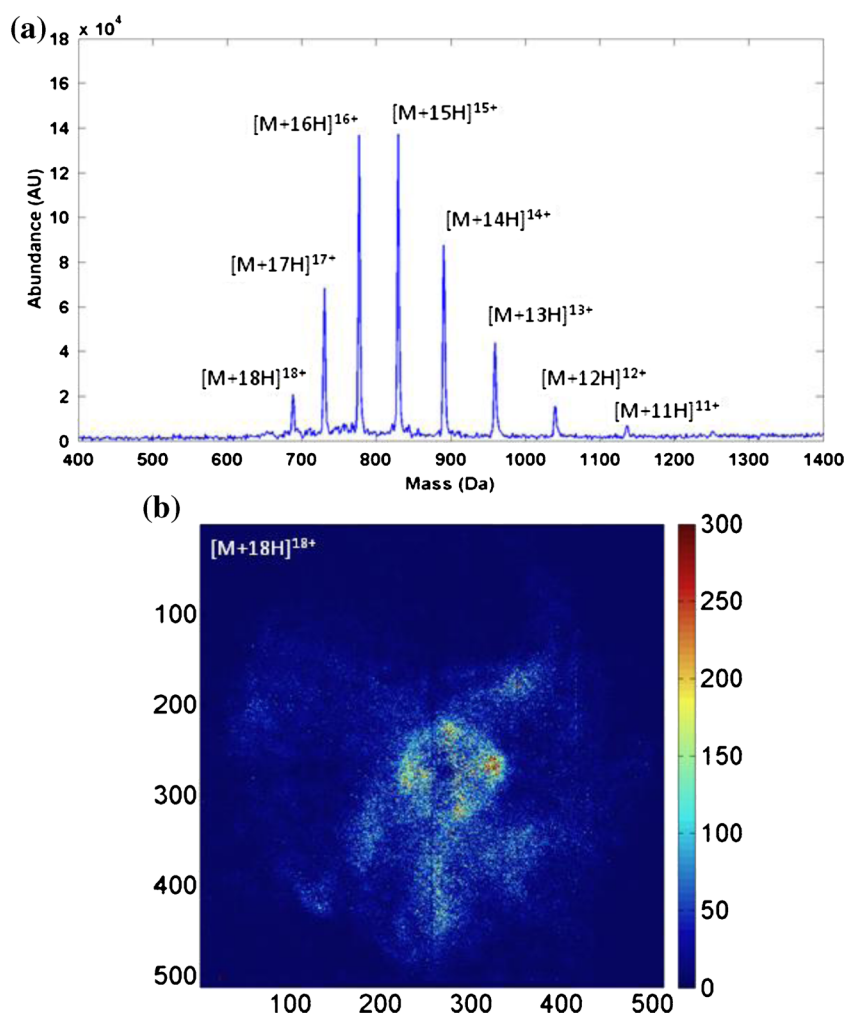 (a)
x 10⁴
18
16
14
12
10
8
6
4
2
0
Abundance (AU)
[M+16H]¹⁶⁺
[M+15H]¹⁵⁺
[M+14H]¹⁴⁺
[M+17H]¹⁷⁺
[M+13H]¹³⁺
[M+18H]¹⁸⁺
[M+12H]¹²⁺
[M+11H]¹¹⁺
400 500 600 700 800 900 1000 1100 1200 1300 1400
Mass (Da)
(b)
[M+18H]¹⁸⁺
100
200
300
400
500
100 200 300 400 500
300
250
200
150
100
50
0